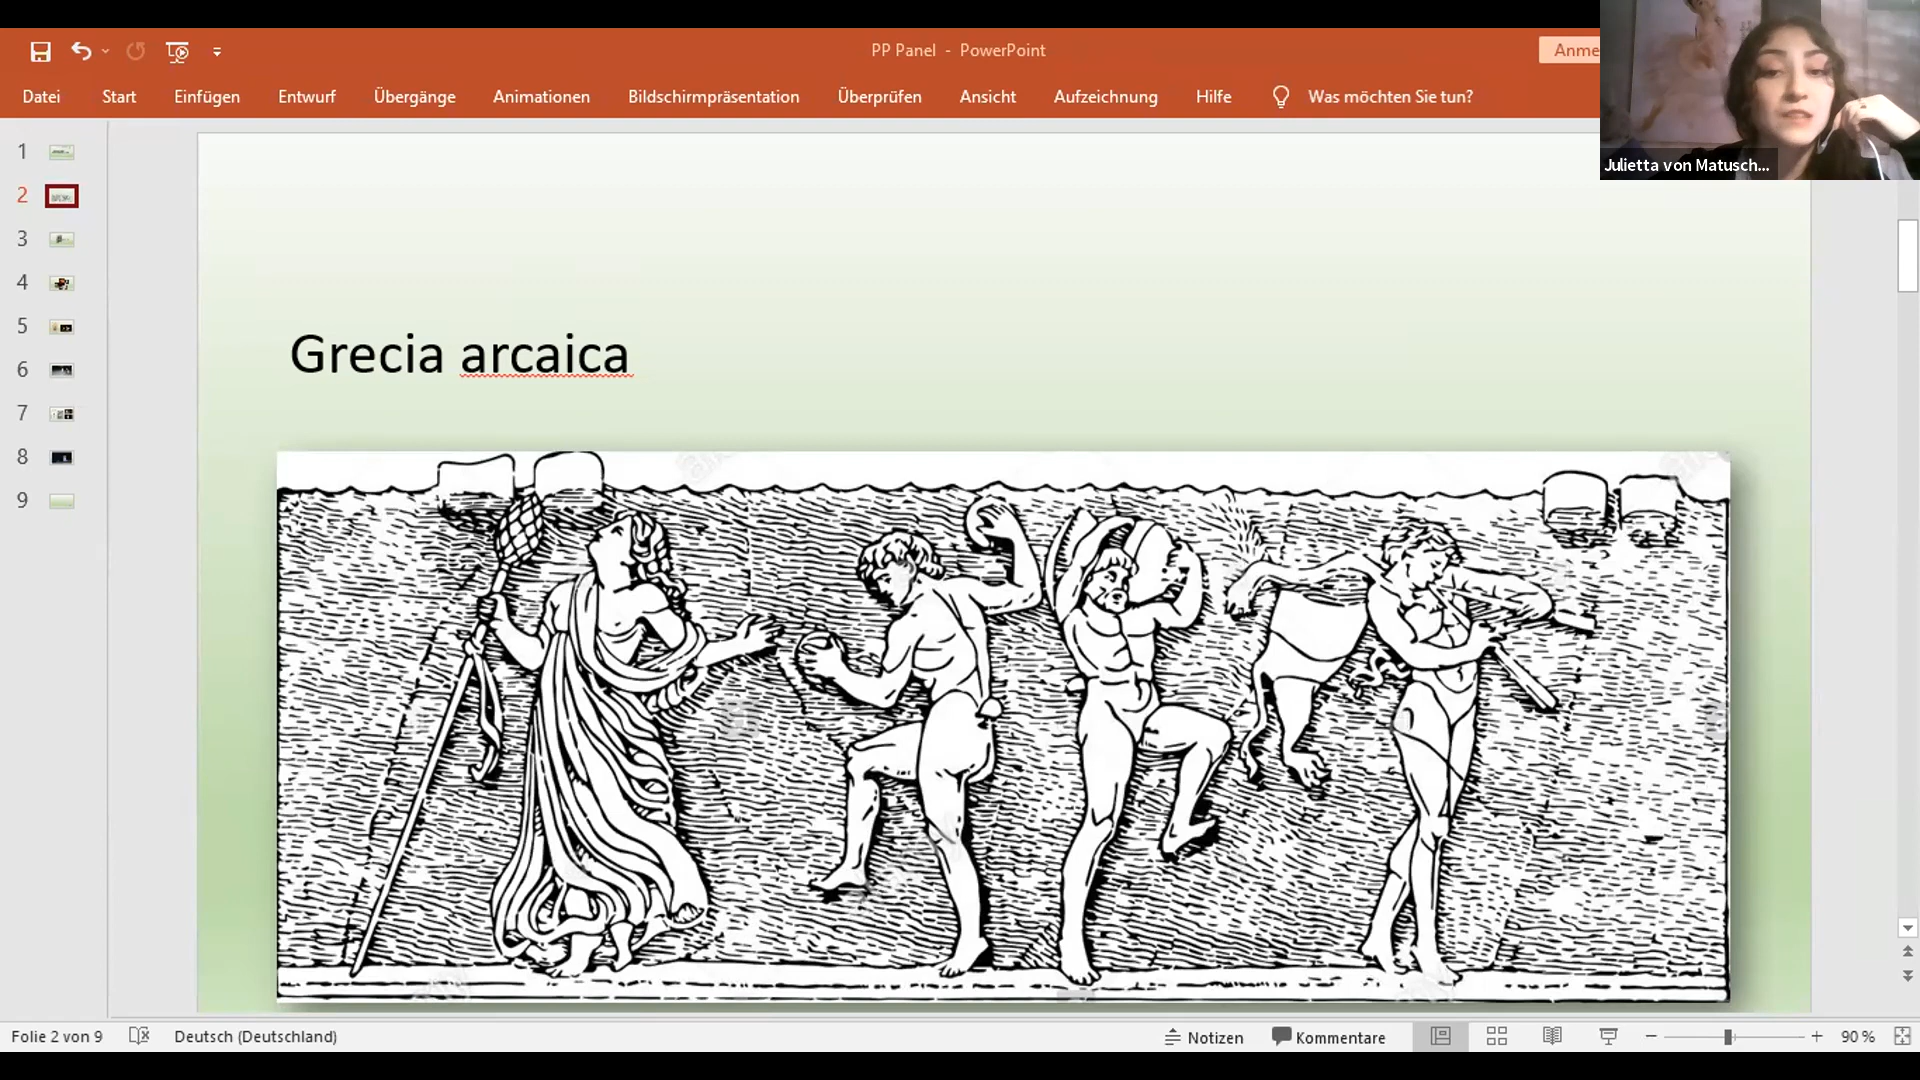 PP Panel - PowerPoint
Anme
Datei Start Einfügen Entwurf Übergänge Animationen Bildschirmpräsentation Überprüfen Ansicht Aufzeichnung Hilfe Was möchten Sie tun?
Julietta von Matusch...
1
2
3
4
5
6
7
8
9
Grecia arcaica
Folie 2 von 9 Deutsch (Deutschland) Notizen Kommentare 90 %